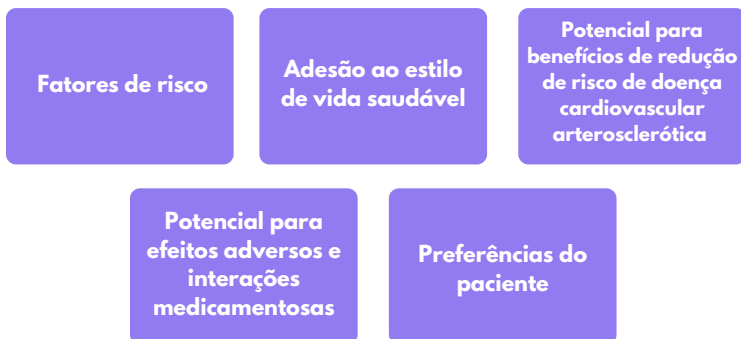 Fatores de risco
Adesão ao estilo
de vida saudável
Potencial para
benefícios de redução
de risco de doença
cardiovascular
arterosclerótica
Potencial para
efeitos adversos e
interações
medicamentosas
Preferências do
paciente